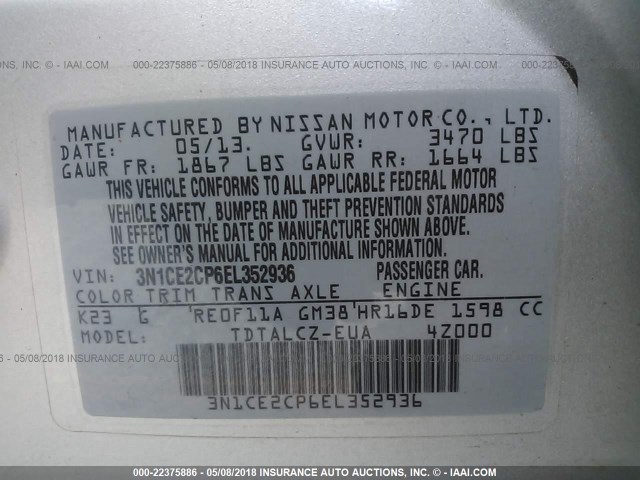 000-22375886 - 05/08/2018 INSURANCE AUTO AUCTIONS, INC. © - IAAI.COM
MANUFACTURED BY NISSAN MOTOR CO., LTD.
DATE: 05/13. GVWR: 3470 LBS
GAWR FR: 1867 LBS GAWR RR: 1664 LBS
THIS VEHICLE CONFORMS TO ALL APPLICABLE FEDERAL MOTOR
VEHICLE SAFETY, BUMPER AND THEFT PREVENTION STANDARDS
IN EFFECT ON THE DATE OF MANUFACTURE SHOWN ABOVE.
SEE OWNER'S MANUAL FOR ADDITIONAL INFORMATION.
VIN: 3N1CE2CP6EL352936 PASSENGER CAR.
COLOR TRIM TRANS AXLE ENGINE
K23 G 'RE0F11A GM38'HR16DE 1598 CC
MODEL: TDTALCZ-EUA 4Z000
3N1CE2CP6EL352936
000-22375886 - 05/08/2018 INSURANCE AUTO AUCTIONS, INC. © - IAAI.COM